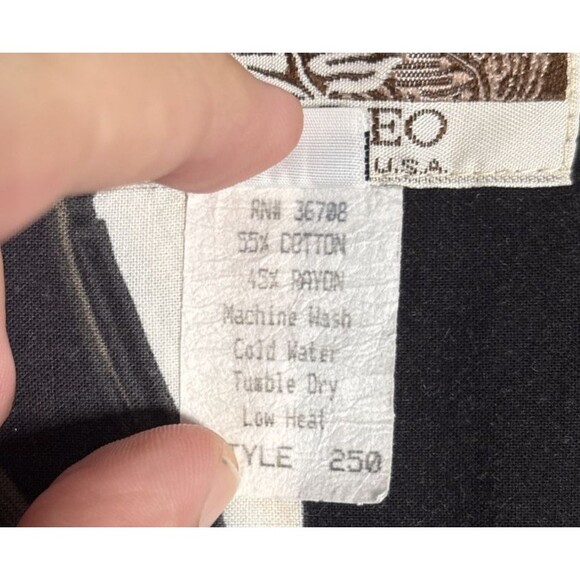 EO
U.S.A.
RN# 36708
55% COTTON
45% RAYON
Machine Wash
Cold Water
Tumble Dry
Low Heat
TYLE 250